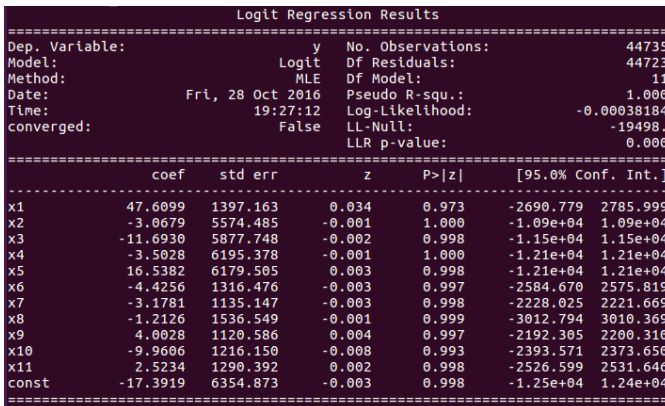 Logit Regression Results
==============================================================================
Dep. Variable: y No. Observations: 44735
Model: Logit Df Residuals: 44723
Method: MLE Df Model: 11
Date: Fri, 28 Oct 2016 Pseudo R-squ.: 1.000
Time: 19:27:12 Log-Likelihood: -0.00038184
converged: False LL-Null: -19498.
LLR p-value: 0.000
==============================================================================
coef std err z P>|z| [95.0% Conf. Int.]
------------------------------------------------------------------------------
x1 47.6099 1397.163 0.034 0.973 -2690.779 2785.999
x2 -3.0679 5574.485 -0.001 1.000 -1.09e+04 1.09e+04
x3 -11.6930 5877.748 -0.002 0.998 -1.15e+04 1.15e+04
x4 -3.5028 6195.378 -0.001 1.000 -1.21e+04 1.21e+04
x5 16.5382 6179.505 0.003 0.998 -1.21e+04 1.21e+04
x6 -4.4256 1316.476 -0.003 0.997 -2584.670 2575.819
x7 -3.1781 1135.147 -0.003 0.998 -2228.025 2221.669
x8 -1.2126 1536.549 -0.001 0.999 -3012.794 3010.369
x9 4.0028 1120.586 0.004 0.997 -2192.305 2200.310
x10 -9.9606 1216.150 -0.008 0.993 -2393.571 2373.650
x11 2.5234 1290.392 0.002 0.998 -2526.599 2531.646
const -17.3919 6354.873 -0.003 0.998 -1.25e+04 1.24e+04
==============================================================================